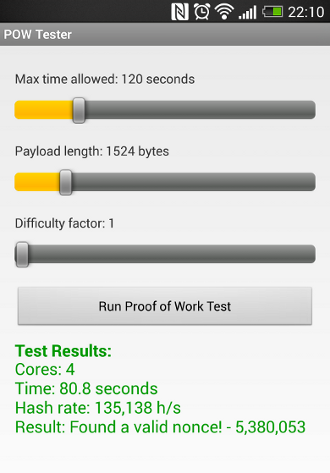 22:10
POW Tester
Max time allowed: 120 seconds
Payload length: 1524 bytes
Difficulty factor: 1
Run Proof of Work Test
Test Results:
Cores: 4
Time: 80.8 seconds
Hash rate: 135,138 h/s
Result: Found a valid nonce! - 5,380,053